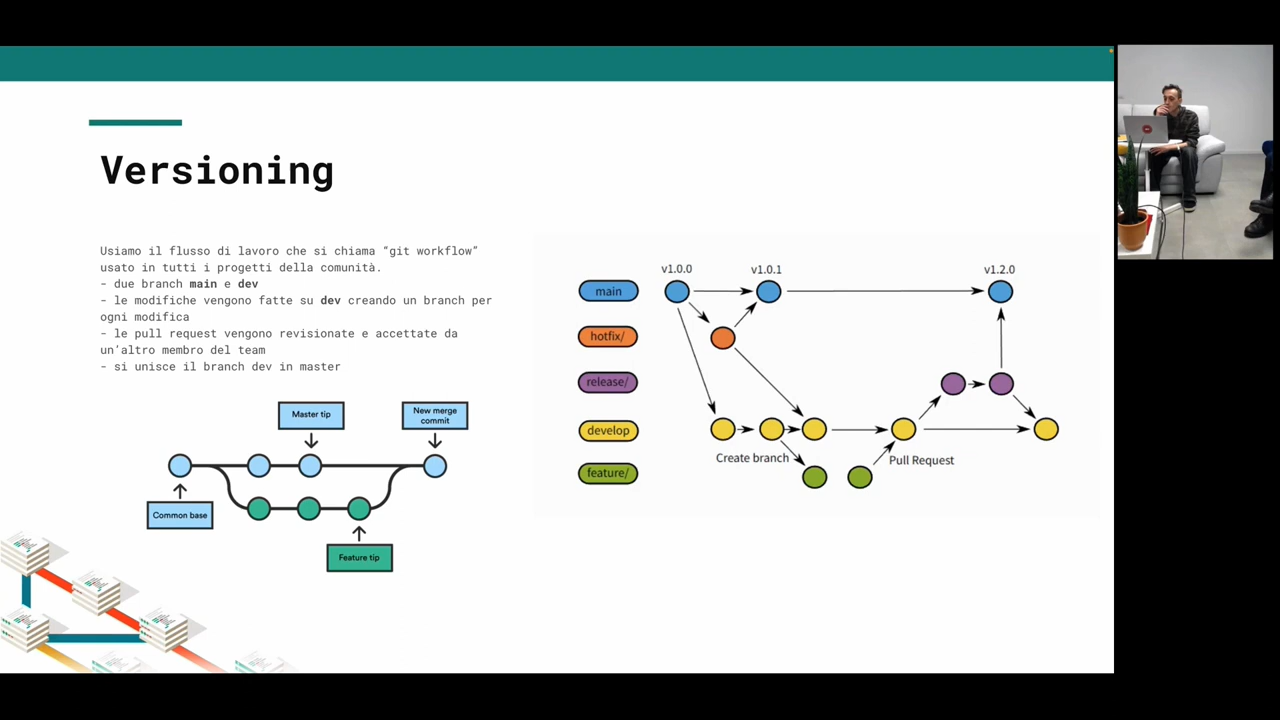 Versioning
Usiamo il flusso di lavoro che si chiama “git workflow”
usato in tutti i progetti della comunità.
- due branch main e dev
- le modifiche vengono fatte su dev creando un branch per
ogni modifica
- le pull request vengono revisionate e accettate da
un’altro membro del team
- si unisce il branch dev in master
Master tip
New merge
commit
Common base
Feature tip
v1.0.0
v1.0.1
v1.2.0
main
hotfix/
release/
develop
Create branch
Pull Request
feature/